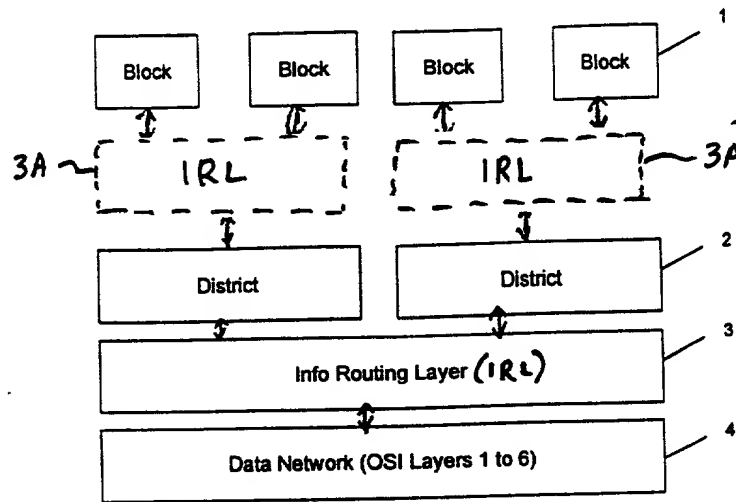 1
Block Block Block Block
3A IRL IRL 3A
2
District District
3
Info Routing Layer (IRL)
4
Data Network (OSI Layers 1 to 6)